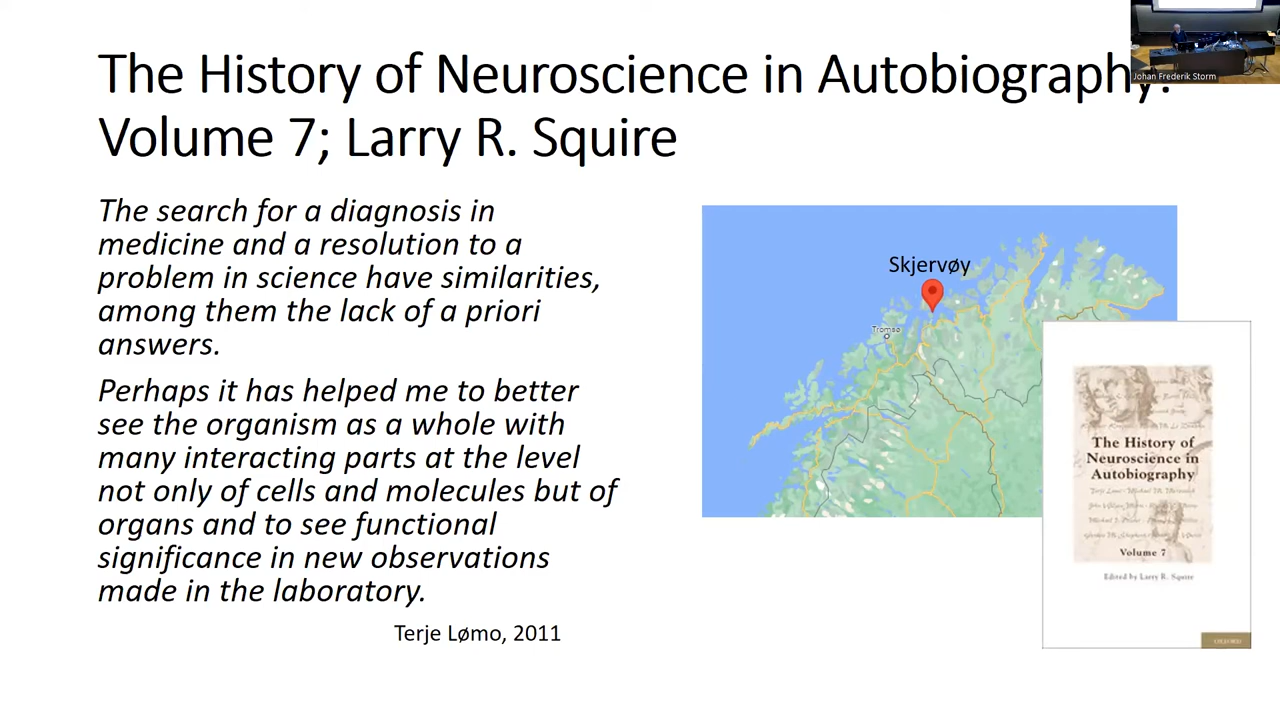 The History of Neuroscience in Autobiography.
Volume 7; Larry R. Squire
Johan Frederik Storm
The search for a diagnosis in
medicine and a resolution to a
problem in science have similarities,
among them the lack of a priori
answers.
Perhaps it has helped me to better
see the organism as a whole with
many interacting parts at the level
not only of cells and molecules but of
organs and to see functional
significance in new observations
made in the laboratory.
Terje Lømo, 2011
Skjervøy
Tromsø
The History of
Neuroscience in
Autobiography
Volume 7
Edited by Larry R. Squire
OXFORD